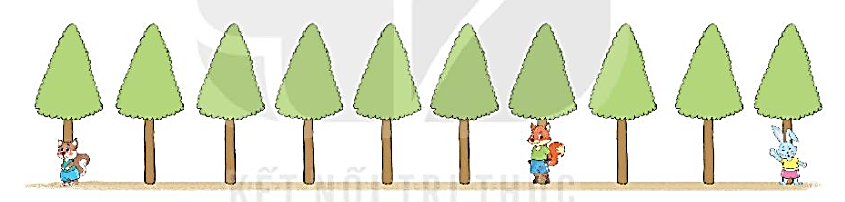 KẾT NỐI TRI THỨC